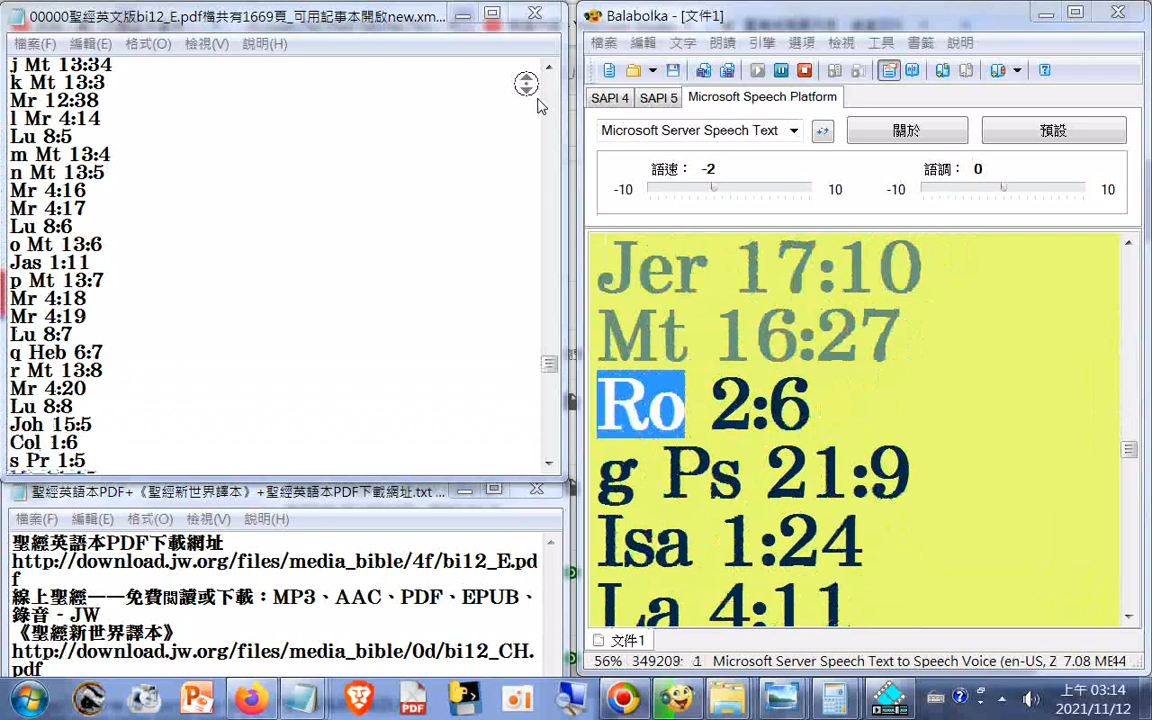 00000聖經英文版bi12_E.pdf檔共有1669頁_可用記事本開啟new.xm...
檔案(F) 編輯(E) 格式(O) 檢視(V) 說明(H)
j Mt 13:34
k Mt 13:3
Mr 12:38
l Mr 4:14
Lu 8:5
m Mt 13:4
n Mt 13:5
Mr 4:16
Mr 4:17
Lu 8:6
o Mt 13:6
Jas 1:11
p Mt 13:7
Mr 4:18
Mr 4:19
Lu 8:7
q Heb 6:7
r Mt 13:8
Mr 4:20
Lu 8:8
Joh 15:5
Col 1:6
s Pr 1:5
聖經英語本PDF+《聖經新世界譯本》+聖經英語本PDF下載網址.txt ...
檔案(F) 編輯(E) 格式(O) 檢視(V) 說明(H)
聖經英語本PDF下載網址
http://download.jw.org/files/media_bible/4f/bi12_E.pd
f
線上聖經——免費閱讀或下載：MP3、AAC、PDF、EPUB、
錄音 - JW
《聖經新世界譯本》
http://download.jw.org/files/media_bible/0d/bi12_CH.
pdf
Balabolka - [文件1]
檔案 編輯 文字 朗讀 引擎 選項 檢視 工具 書籤 說明
SAPI 4 SAPI 5 Microsoft Speech Platform
Microsoft Server Speech Text 關於 預設
語速： -2 語調： 0
-10 10 -10 10
Jer 17:10
Mt 16:27
Ro 2:6
g Ps 21:9
Isa 1:24
La 4:11
文件1
56% 349209: 1 Microsoft Server Speech Text to Speech Voice (en-US, Z 7.08 ME44
PDF
上午 03:14
2021/11/12